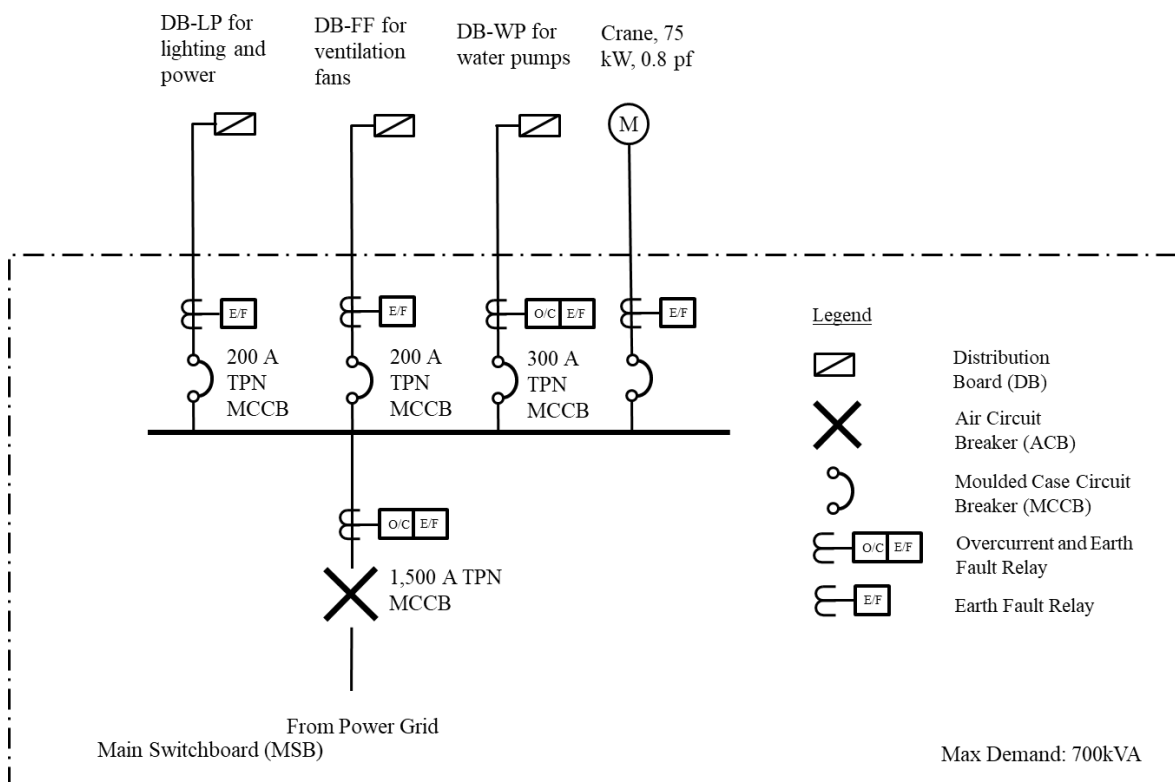 DB-LP for
lighting and
power
DB-FF for
ventilation
fans
DB-WP for
water pumps
Crane, 75
kW, 0.8 pf
M
E/F
E/F
O/C E/F
E/F
200 A
TPN
MCCB
200 A
TPN
MCCB
300 A
TPN
MCCB
O/C E/F
1,500 A TPN
MCCB
From Power Grid
Main Switchboard (MSB)
Legend
Distribution
Board (DB)
Air Circuit
Breaker (ACB)
Moulded Case Circuit
Breaker (MCCB)
O/C E/F
Overcurrent and Earth
Fault Relay
E/F
Earth Fault Relay
Max Demand: 700kVA